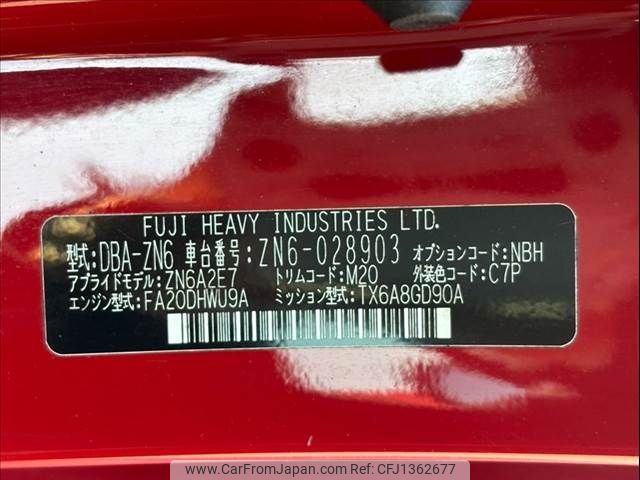 FUJI HEAVY INDUSTRIES LTD.
型式:DBA-ZN6 車台番号:ZN6-028903 オプションコード:NBH
アプライドモデル:ZN6A2E7 トリムコード:M20 外装色コード:C7P
エンジン型式:FA20DHWU9A ミッション型式:TX6A8GD90A
www.CarFromJapan.com | ID: CFJ1362677